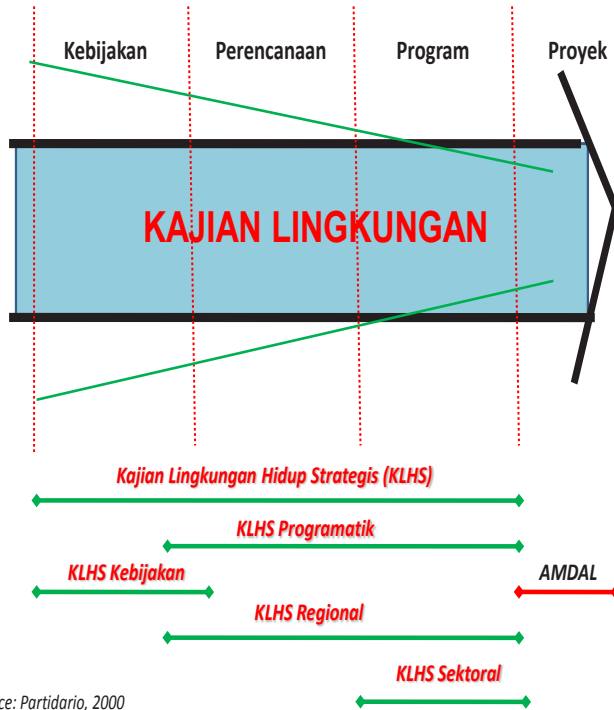 Kebijakan Perencanaan Program Proyek
KAJIAN LINGKUNGAN
Kajian Lingkungan Hidup Strategis (KLHS)
KLHS Programatik
KLHS Kebijakan AMDAL
KLHS Regional
KLHS Sektoral
ce: Partidario, 2000